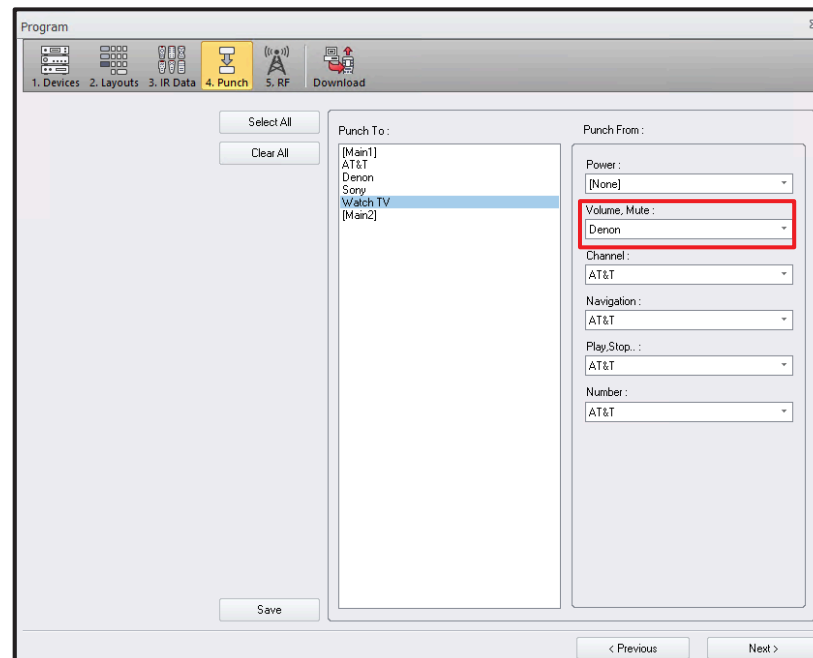 Program
1. Devices 2. Layouts 3. IR Data 4. Punch 5. RF Download
Select All
Clear All
Punch To :
[Main1]
AT&T
Denon
Sony
Watch TV
[Main2]
Punch From :
Power :
[None]
Volume, Mute :
Denon
Channel :
AT&T
Navigation :
AT&T
Play,Stop.. :
AT&T
Number :
AT&T
Save
< Previous Next >